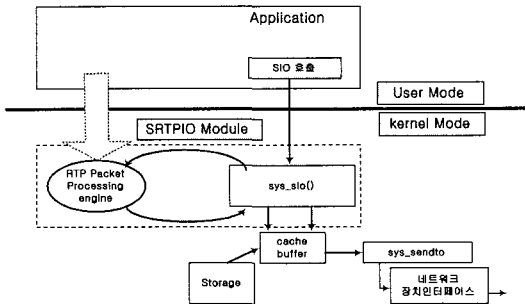 Application
SIO 호출
User Mode
kernel Mode
SRTPIO Module
RTP Packet
Processing
engine
sys_sio()
cache
buffer
sys_sendto
Storage
네트워크
장치인터페이스